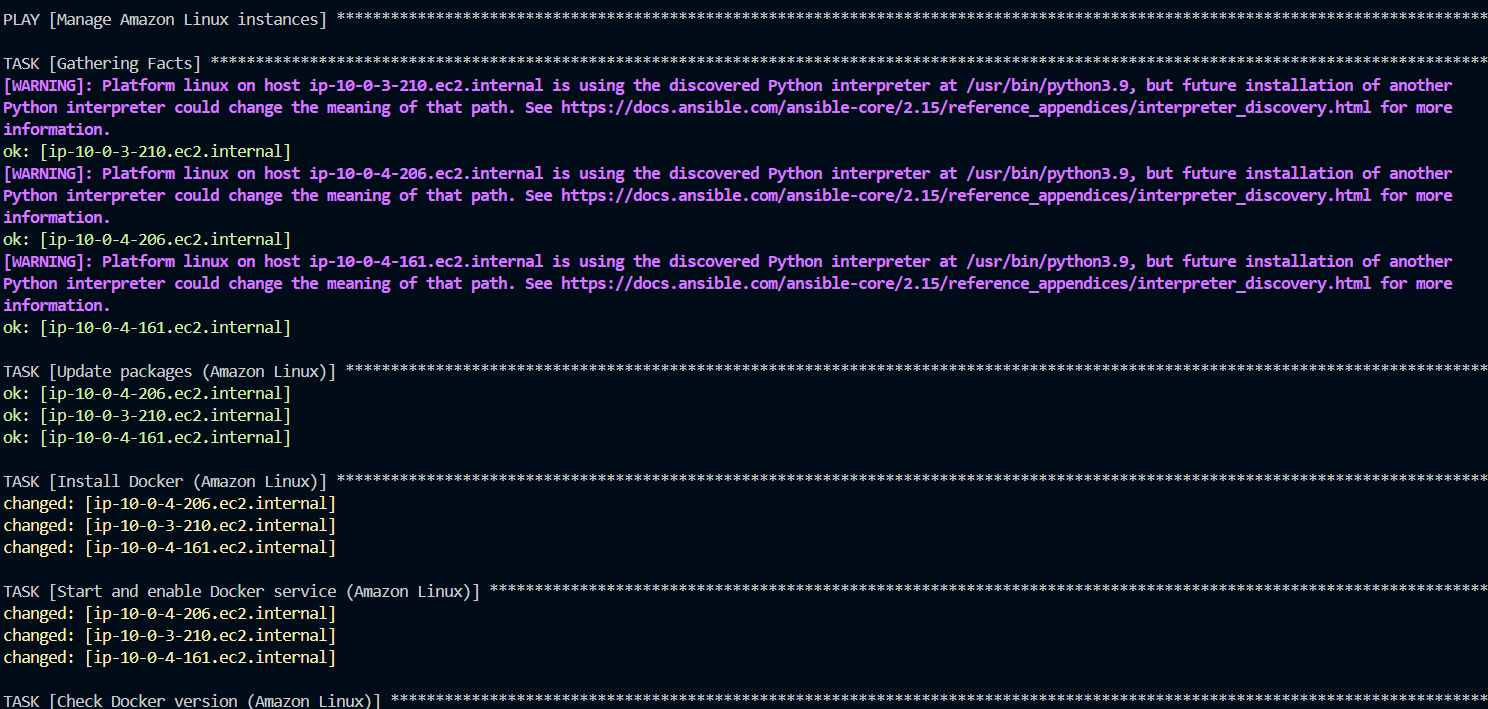 PLAY [Manage Amazon Linux instances] ********************************************************************************************************************************
TASK [Gathering Facts] **********************************************************************************************************************************************
[WARNING]: Platform linux on host ip-10-0-3-210.ec2.internal is using the discovered Python interpreter at /usr/bin/python3.9, but future installation of another
Python interpreter could change the meaning of that path. See https://docs.ansible.com/ansible-core/2.15/reference_appendices/interpreter_discovery.html for more
information.
ok: [ip-10-0-3-210.ec2.internal]
[WARNING]: Platform linux on host ip-10-0-4-206.ec2.internal is using the discovered Python interpreter at /usr/bin/python3.9, but future installation of another
Python interpreter could change the meaning of that path. See https://docs.ansible.com/ansible-core/2.15/reference_appendices/interpreter_discovery.html for more
information.
ok: [ip-10-0-4-206.ec2.internal]
[WARNING]: Platform linux on host ip-10-0-4-161.ec2.internal is using the discovered Python interpreter at /usr/bin/python3.9, but future installation of another
Python interpreter could change the meaning of that path. See https://docs.ansible.com/ansible-core/2.15/reference_appendices/interpreter_discovery.html for more
information.
ok: [ip-10-0-4-161.ec2.internal]
TASK [Update packages (Amazon Linux)] *******************************************************************************************************************************
ok: [ip-10-0-4-206.ec2.internal]
ok: [ip-10-0-3-210.ec2.internal]
ok: [ip-10-0-4-161.ec2.internal]
TASK [Install Docker (Amazon Linux)] ********************************************************************************************************************************
changed: [ip-10-0-4-206.ec2.internal]
changed: [ip-10-0-3-210.ec2.internal]
changed: [ip-10-0-4-161.ec2.internal]
TASK [Start and enable Docker service (Amazon Linux)] ***************************************************************************************************************
changed: [ip-10-0-4-206.ec2.internal]
changed: [ip-10-0-3-210.ec2.internal]
changed: [ip-10-0-4-161.ec2.internal]
TASK [Check Docker version (Amazon Linux)] **************************************************************************************************************************